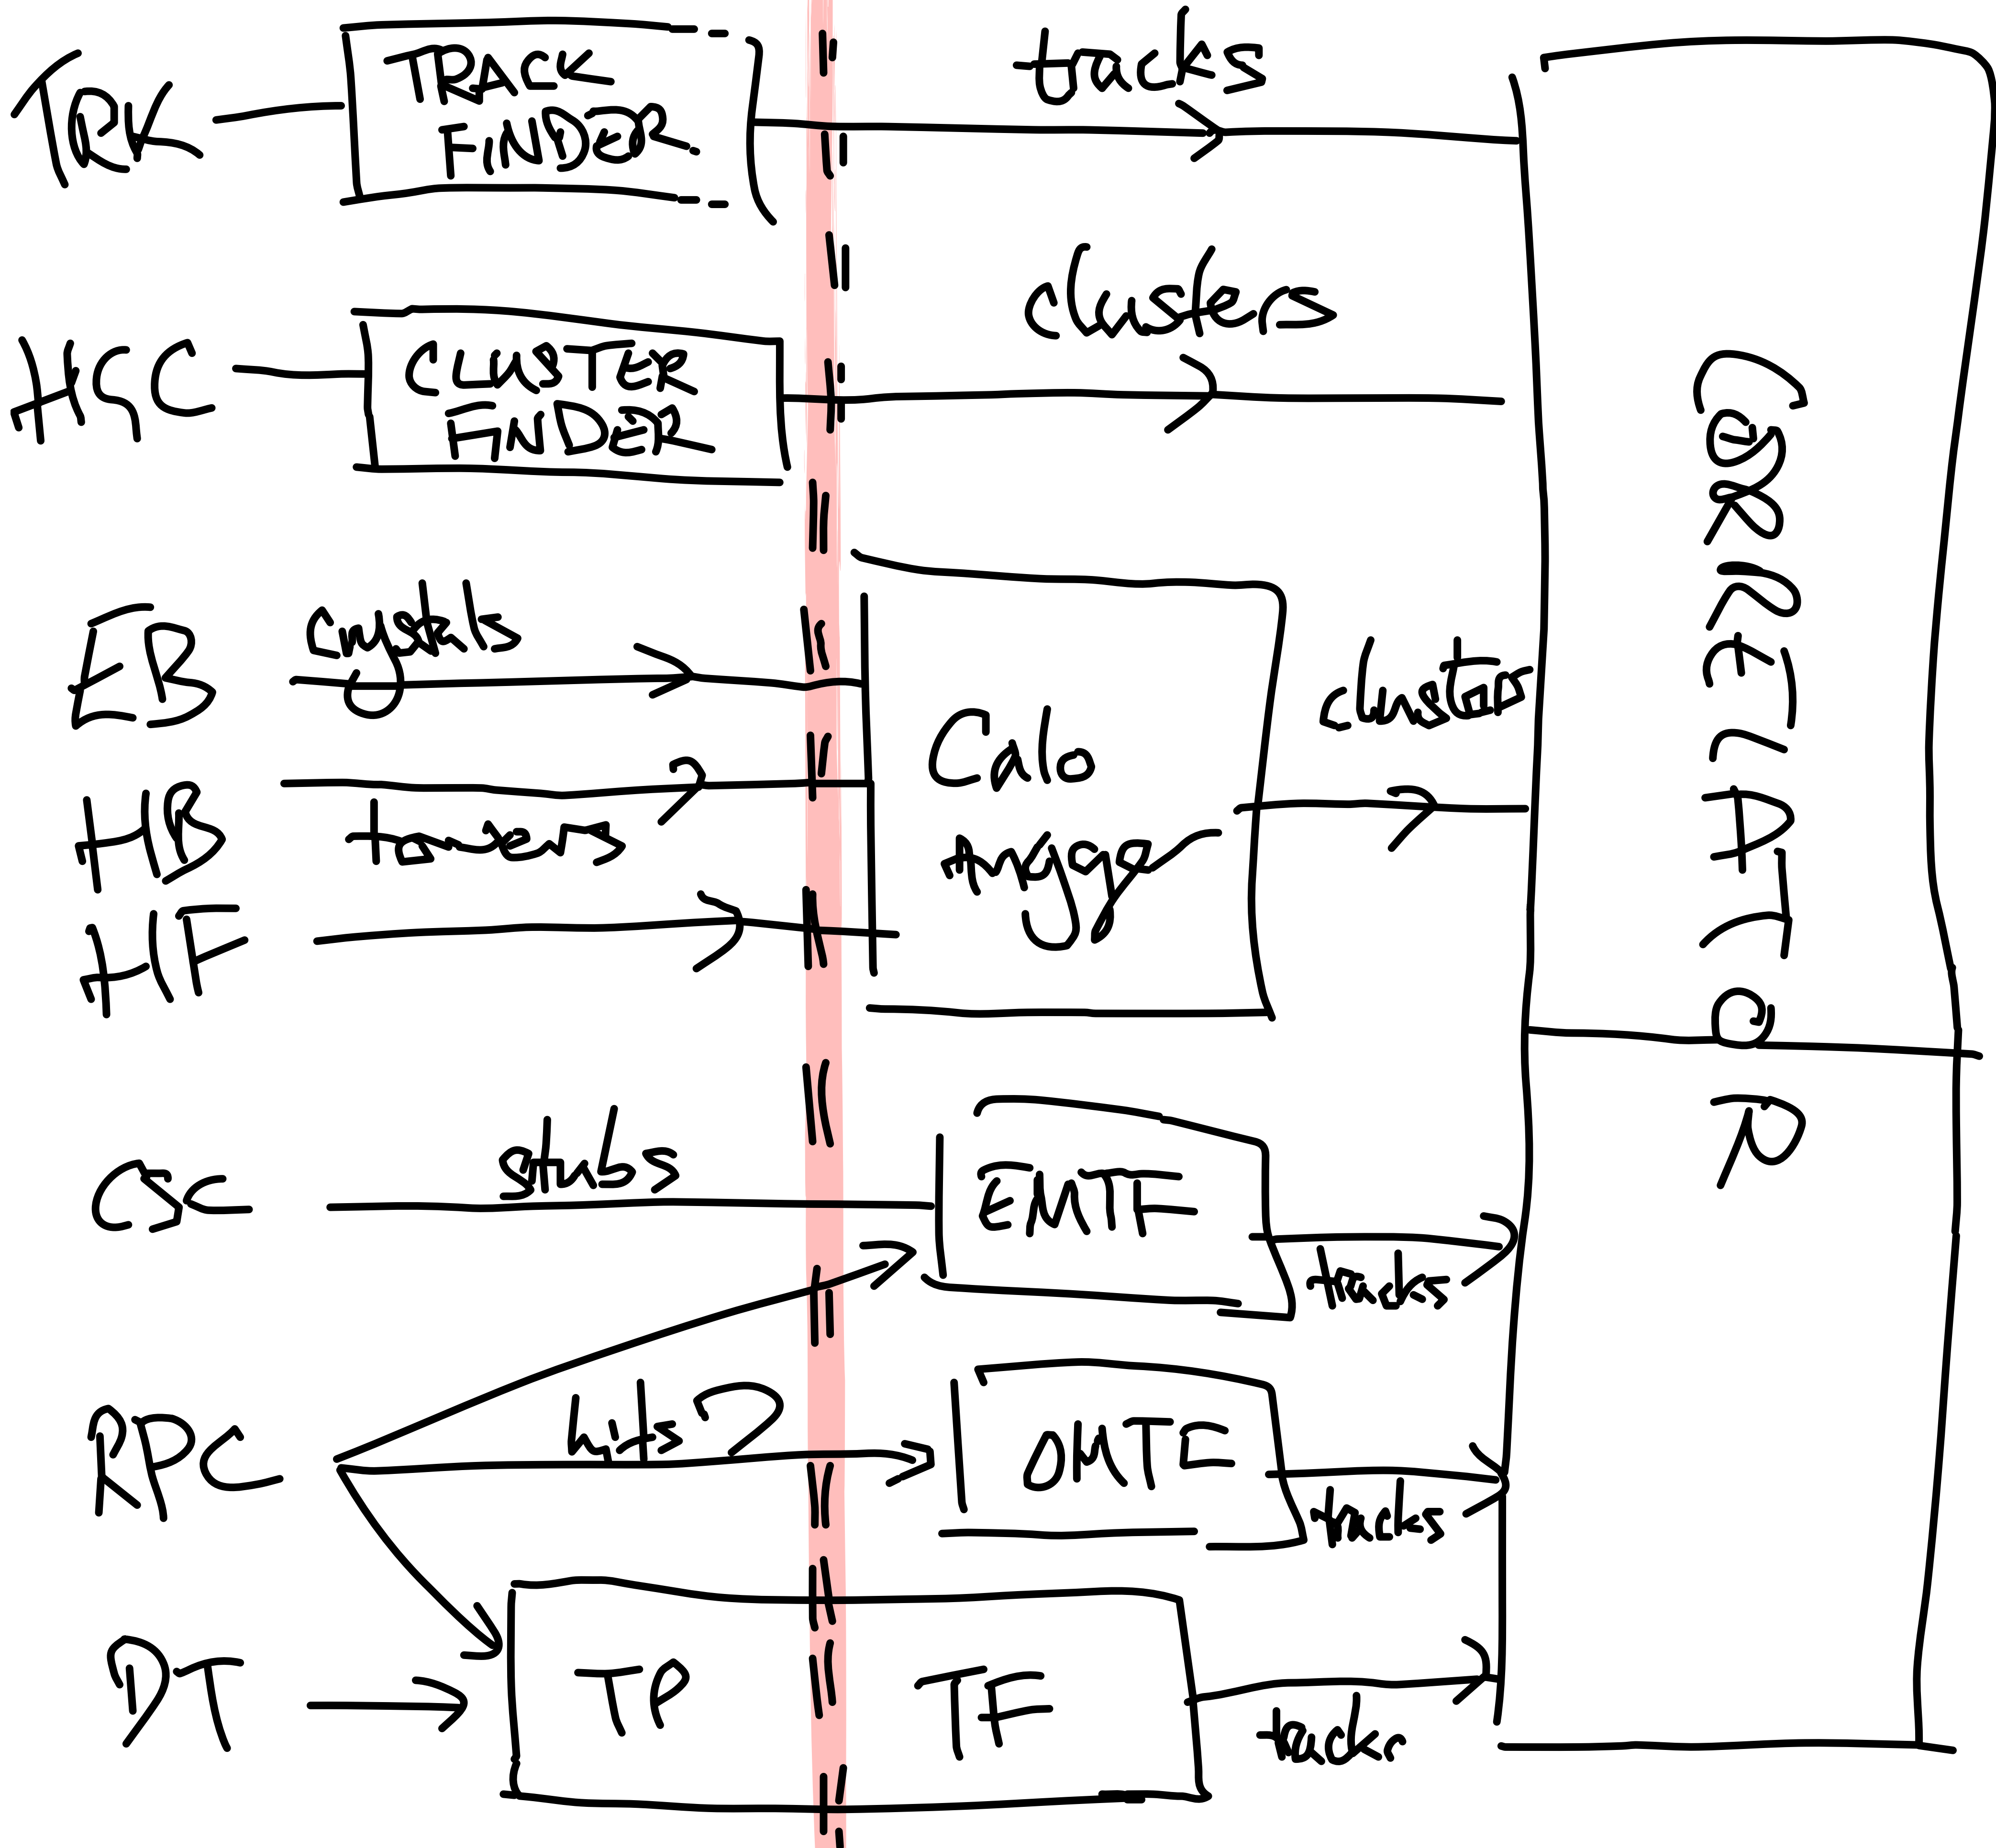 TRK
TRACK
FINDER
tracks
HGC
CLUSTER
FINDER
clusters
EB
crystals
HB
towers
HF
Calo
trigger
clusters
CSC
stubs
EMTF
tracks
RPC
hits?
OMTF
tracks
DT
TP
TF
tracks
CORRELATOR